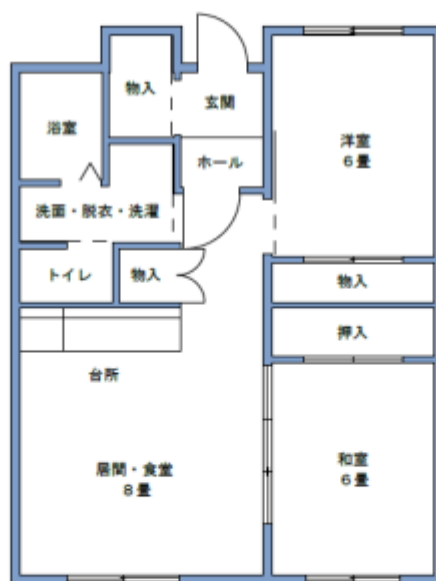 物入
玄関
浴室
洋室
6畳
ホール
洗面・脱衣・洗濯
トイレ
物入
物入
押入
台所
居間・食堂
8畳
和室
6畳